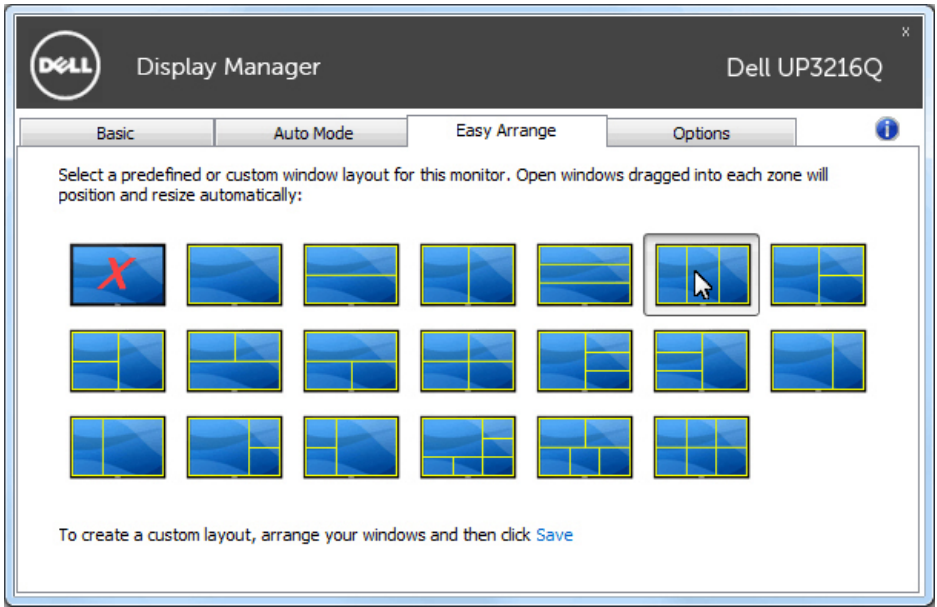 x
DELL
Display Manager
Dell UP3216Q
Basic
Auto Mode
Easy Arrange
Options
i
Select a predefined or custom window layout for this monitor. Open windows dragged into each zone will
position and resize automatically:
X
To create a custom layout, arrange your windows and then click Save